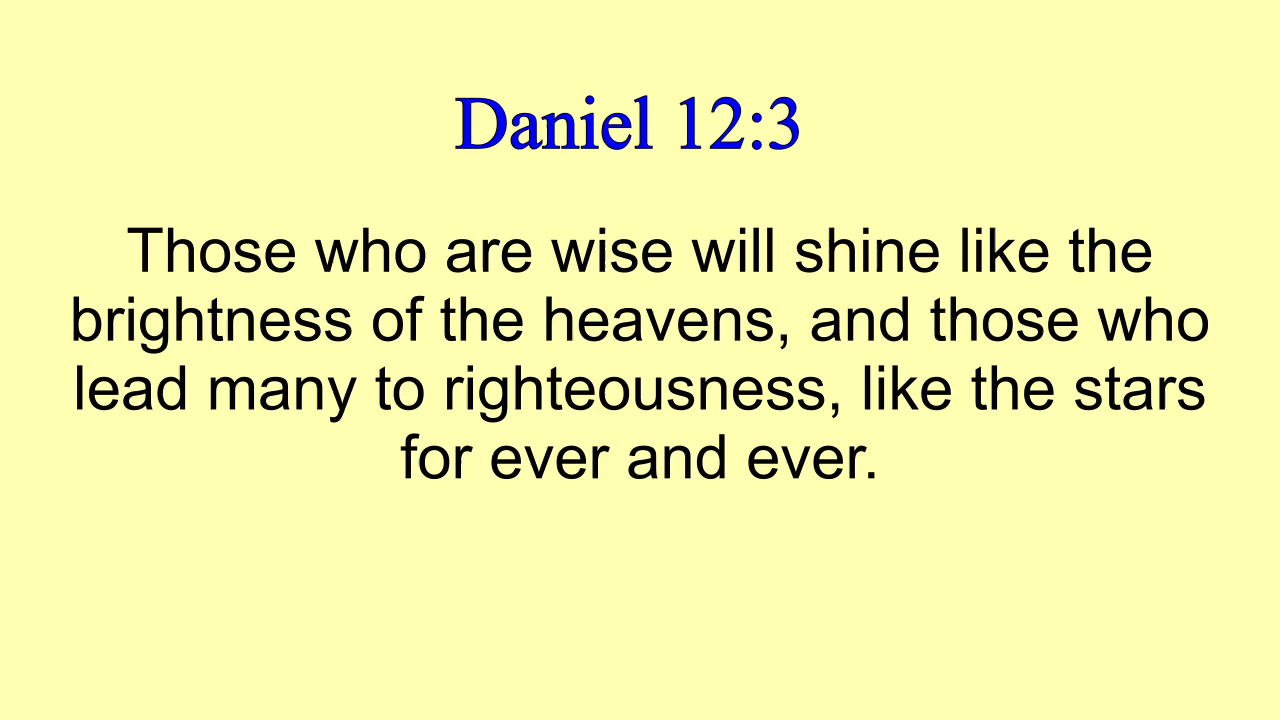 Daniel 12:3
Those who are wise will shine like the
brightness of the heavens, and those who
lead many to righteousness, like the stars
for ever and ever.